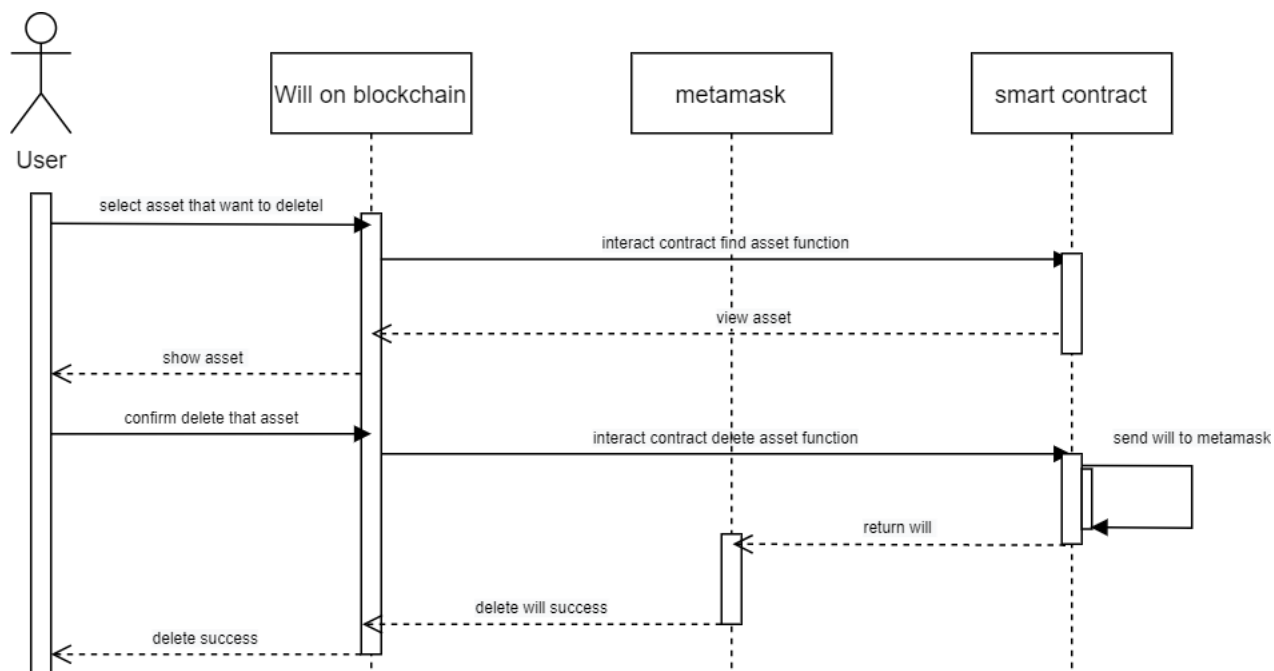 Will on blockchain
metamask
smart contract
User
select asset that want to deletel
interact contract find asset function
view asset
show asset
confirm delete that asset
interact contract delete asset function
send will to metamask
return will
delete will success
delete success